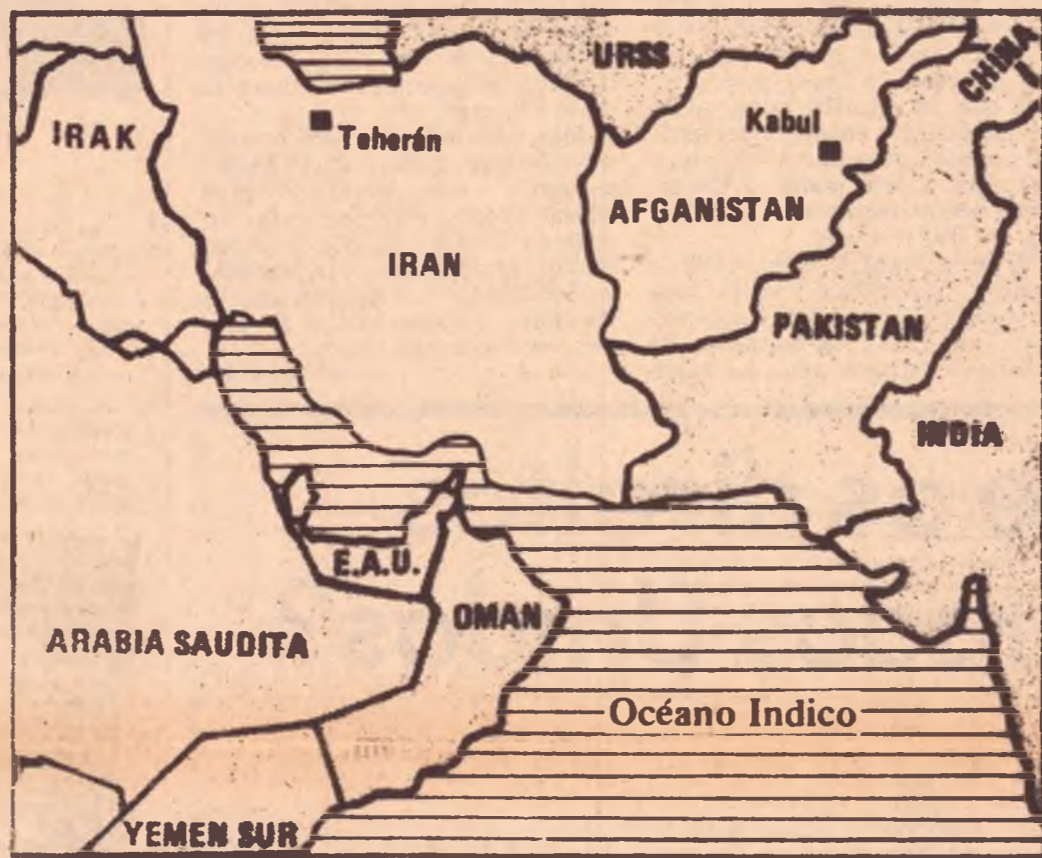 URSS
CHINA
IRAK
Teherán
Kabul
AFGANISTAN
IRAN
PAKISTAN
INDIA
E.A.U.
OMAN
ARABIA SAUDITA
Océano Indico
YEMEN SUR